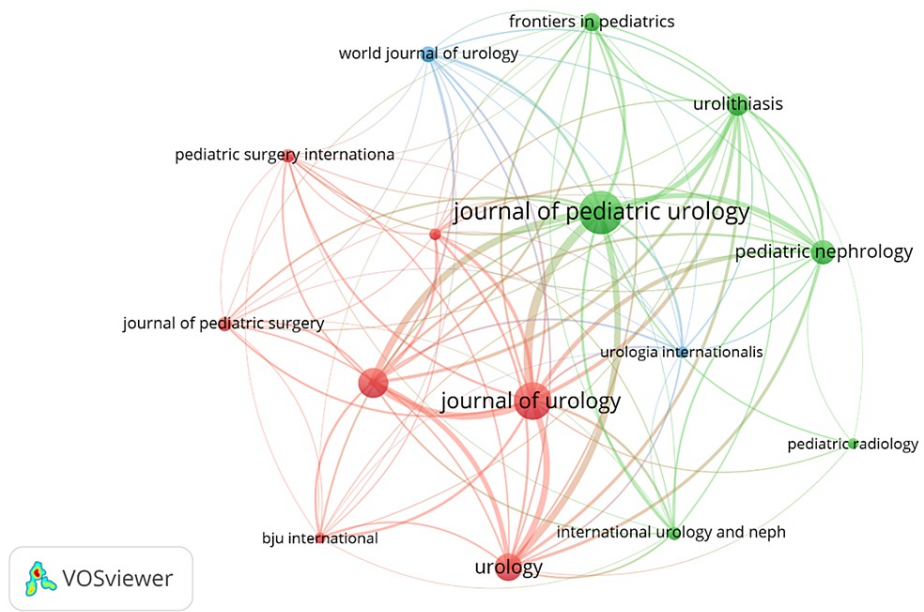 frontiers in pediatrics
world journal of urology
urolithiasis
pediatric surgery internationa
journal of pediatric urology
pediatric nephrology
journal of pediatric surgery
urologia internationalis
journal of urology
pediatric radiology
bju international
international urology and neph
urology
VOSviewer